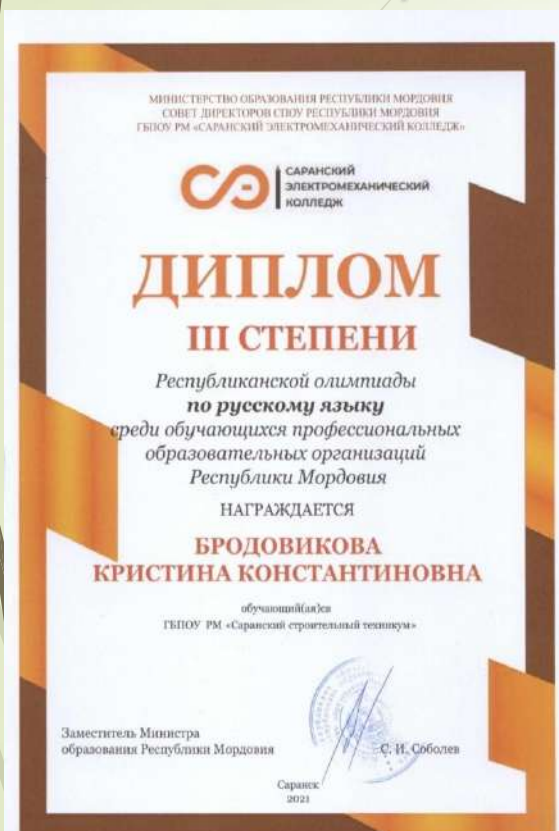 МИНИСТЕРСТВО ОБРАЗОВАНИЯ РЕСПУБЛИКИ МОРДОВИЯ
СОВЕТ ДИРЕКТОРОВ СПОУ РЕСПУБЛИКИ МОРДОВИЯ
ГБПОУ РМ «САРАНСКИЙ ЭЛЕКТРОМЕХАНИЧЕСКИЙ КОЛЛЕДЖ»
СЭ
САРАНСКИЙ
ЭЛЕКТРОМЕХАНИЧЕСКИЙ
КОЛЛЕДЖ
ДИПЛОМ
III СТЕПЕНИ
Республиканской олимпиады
по русскому языку
среди обучающихся профессиональных
образовательных организаций
Республики Мордовия
НАГРАЖДАЕТСЯ
БРОДОВИКОВА
КРИСТИНА КОНСТАНТИНОВНА
обучающий(ая)ся
ГБПОУ РМ «Саранский строительный техникум»
Заместитель Министра
образования Республики Мордовия
С. И. Соболев
Саранск
2021